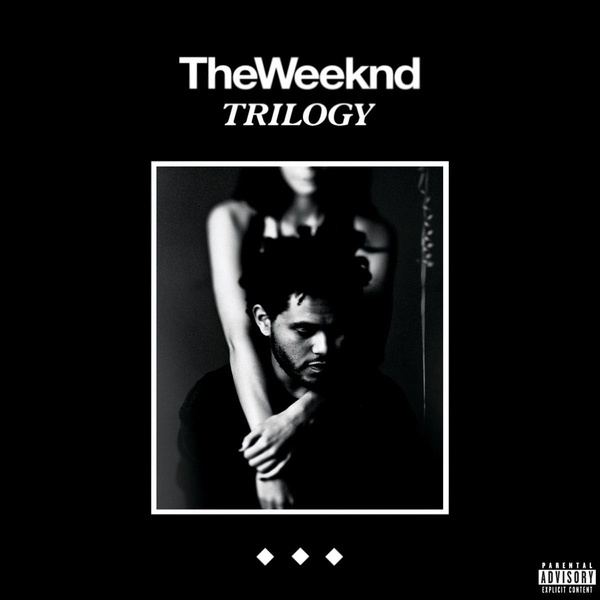 TheWeeknd
TRILOGY
PARENTAL
ADVISORY
EXPLICIT CONTENT